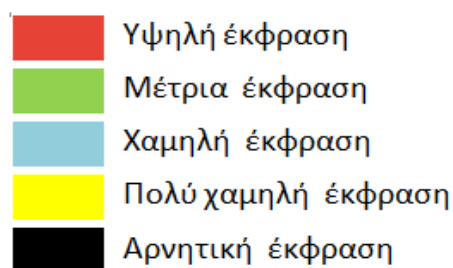 Υψηλή έκφραση
Μέτρια έκφραση
Χαμηλή έκφραση
Πολύ χαμηλή έκφραση
Αρνητική έκφραση